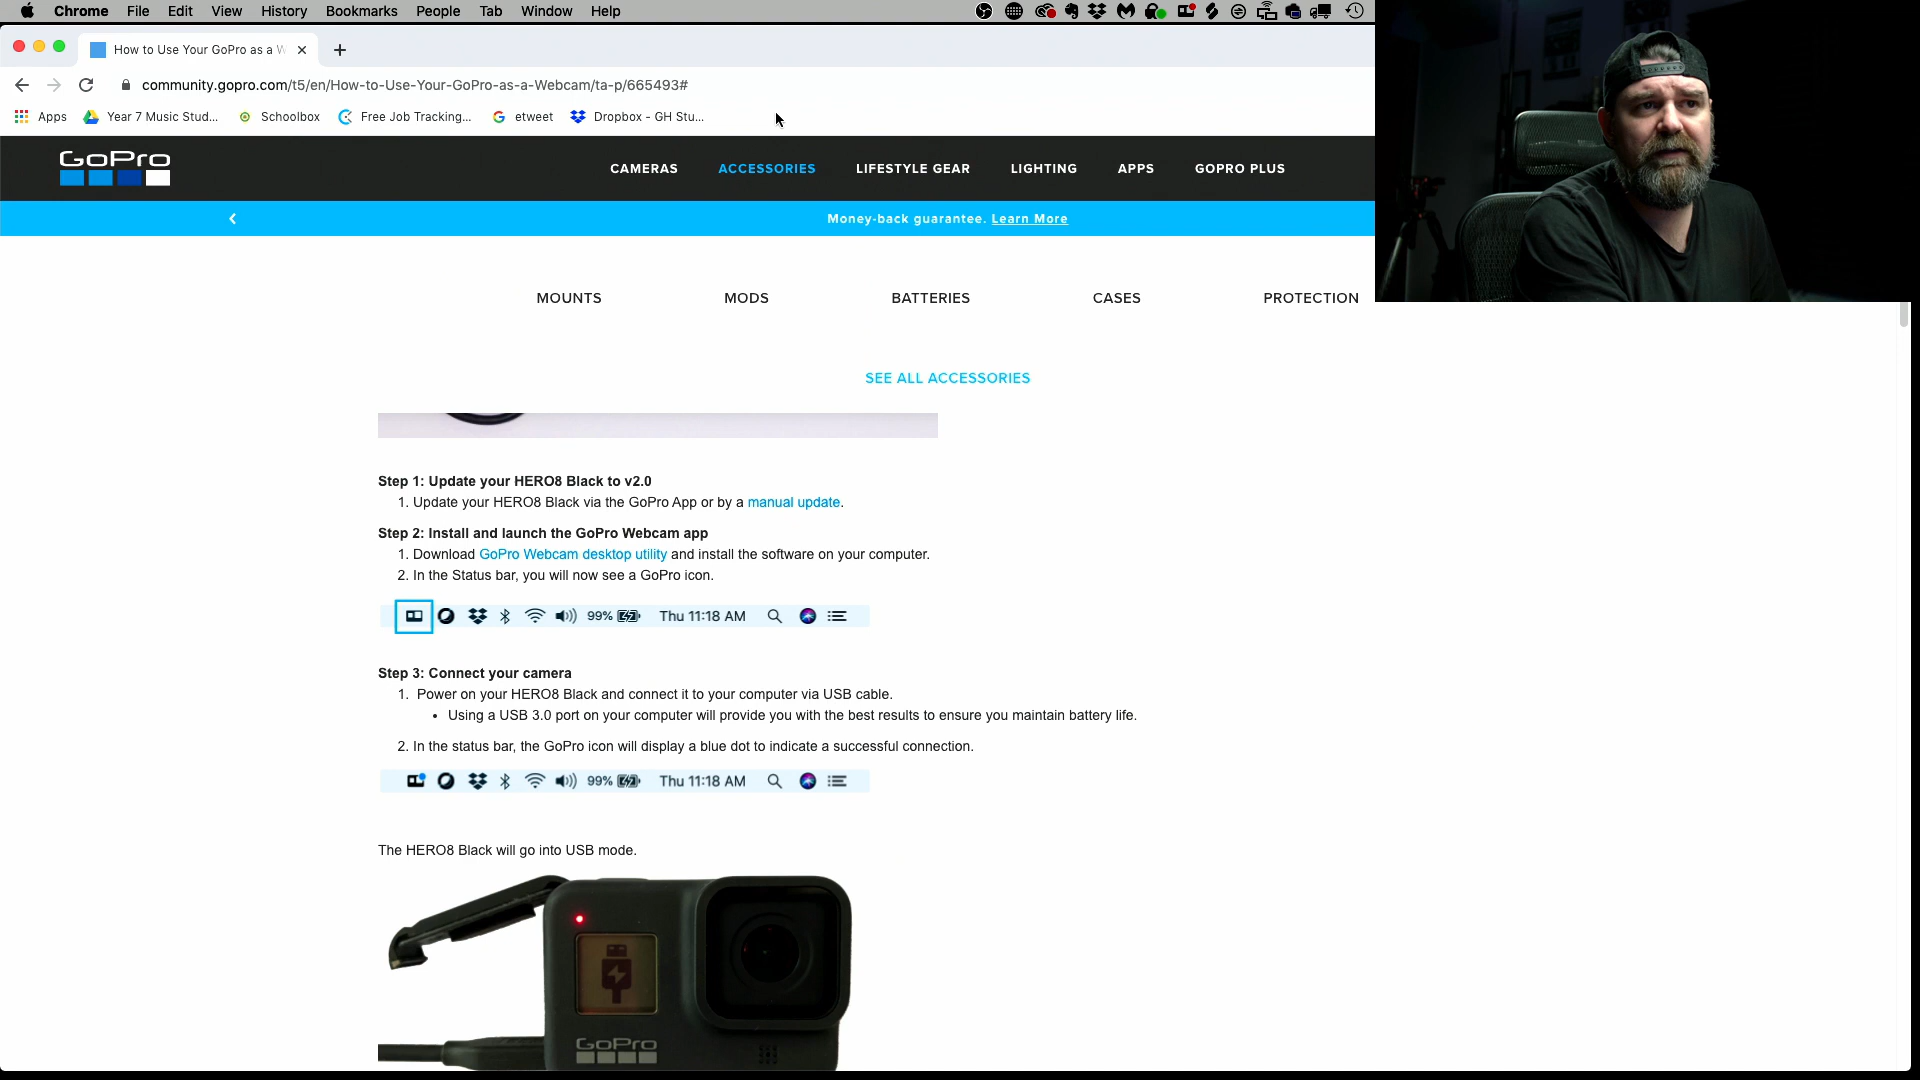 Chrome File Edit View History Bookmarks People Tab Window Help
How to Use Your GoPro as a W
community.gopro.com/t5/en/How-to-Use-Your-GoPro-as-a-Webcam/ta-p/665493#
Apps Year 7 Music Stud... Schoolbox Free Job Tracking... etweet Dropbox - GH Stu...
GoPro CAMERAS ACCESSORIES LIFESTYLE GEAR LIGHTING APPS GOPRO PLUS
Money-back guarantee. Learn More
MOUNTS MODS BATTERIES CASES PROTECTION
SEE ALL ACCESSORIES
Step 1: Update your HERO8 Black to v2.0
1. Update your HERO8 Black via the GoPro App or by a manual update.
Step 2: Install and launch the GoPro Webcam app
1. Download GoPro Webcam desktop utility and install the software on your computer.
2. In the Status bar, you will now see a GoPro icon.
99% Thu 11:18 AM
Step 3: Connect your camera
1. Power on your HERO8 Black and connect it to your computer via USB cable.
• Using a USB 3.0 port on your computer will provide you with the best results to ensure you maintain battery life.
2. In the status bar, the GoPro icon will display a blue dot to indicate a successful connection.
99% Thu 11:18 AM
The HERO8 Black will go into USB mode.
GoPro